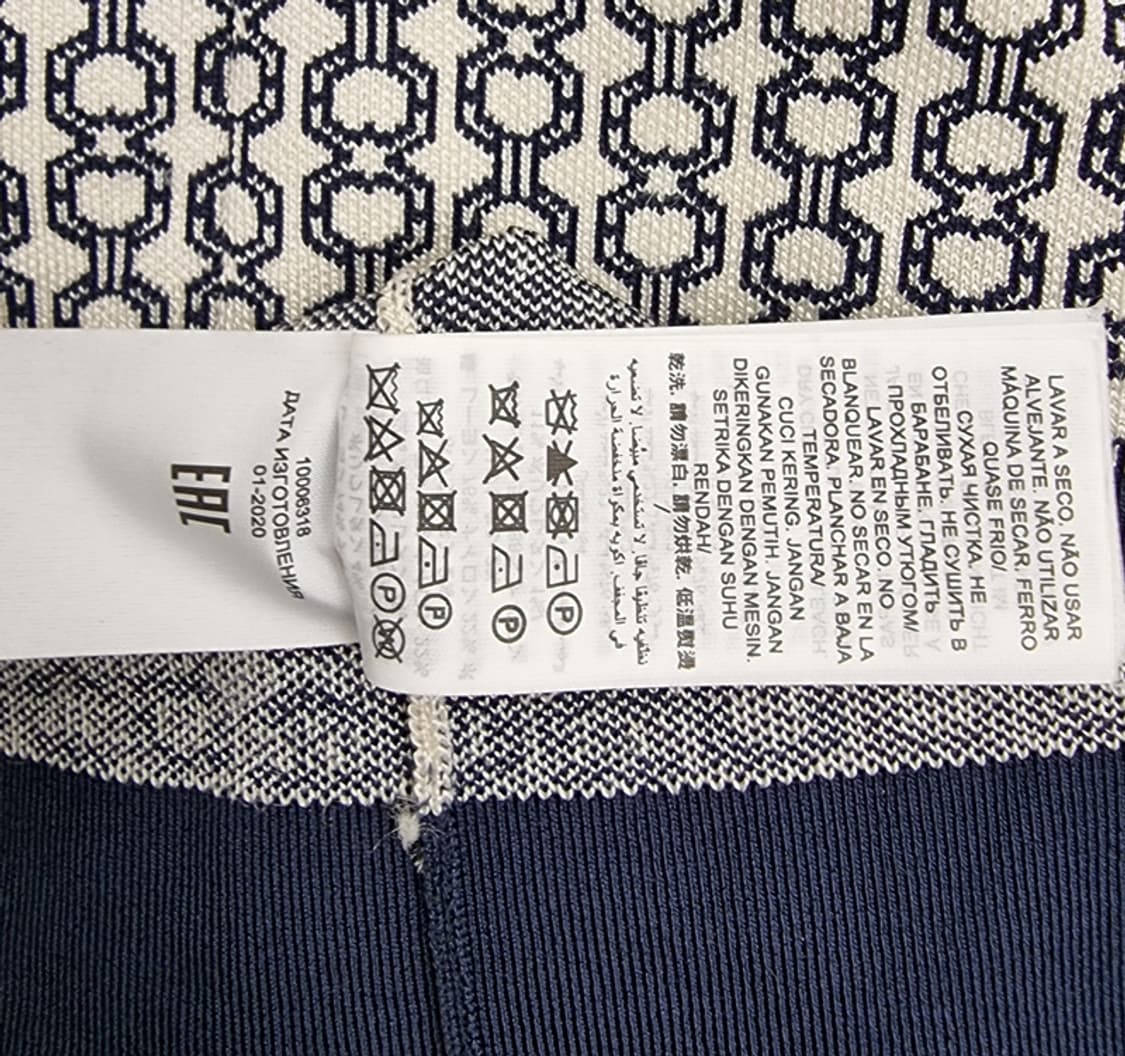 LAVAR A SECO. NÃO USAR
ALVEJANTE. NÃO UTILIZAR
MÁQUINA DE SECAR. FERRO
QUASE FRIO/
СУХАЯ ЧИСТКА. НЕ
ОТБЕЛИВАТЬ. НЕ СУШИТЬ В
БАРАБАНЕ. ГЛАДИТЬ
ПРОХЛАДНЫМ УТЮГОМ/
LAVAR EN SECO. NO
BLANQUEAR. NO SECAR EN LA
SECADORA. PLANCHAR A BAJA
TEMPERATURA/
CUCI KERING. JANGAN
GUNAKAN PEMUTIH. JANGAN
DIKERINGKAN DENGAN MESIN.
SETRIKA DENGAN SUHU
RENDAH/
乾洗. 請勿漂白. 請勿烘乾. 低溫熨燙
/
P
P
P
P
W
10008318
01-2020
ДАТА ИЗГОТОВЛЕНИЯ
EAC